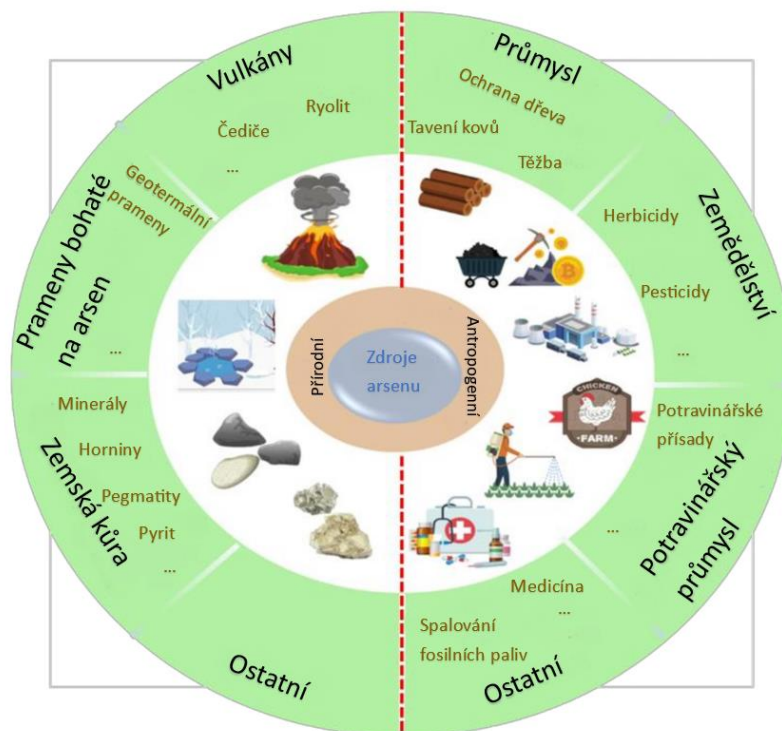 Vulkány
Ryolit
Čediče
...
Prameny bohaté
na arsen
Geotermální
prameny
...
Zemská kůra
Minerály
Horniny
Pegmatity
Pyrit
...
Ostatní
Průmysl
Ochrana dřeva
Tavení kovů
Těžba
Zemědělství
Herbicidy
Pesticidy
...
Potravinářský
průmysl
Potravinářské
přísady
...
Ostatní
Medicína
...
Spalování
fosilních paliv
Přírodní
Zdroje
arsenu
Antropogenní
CHICKEN
FARM